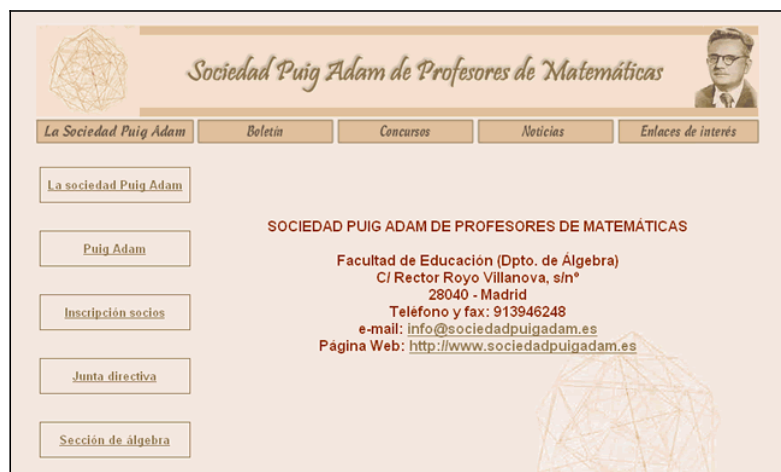 Sociedad Puig Adam de Profesores de Matemáticas
La Sociedad Puig Adam
Boletín
Concursos
Noticias
Enlaces de interés
La sociedad Puig Adam
Puig Adam
Inscripción socios
Junta directiva
Sección de álgebra
SOCIEDAD PUIG ADAM DE PROFESORES DE MATEMÁTICAS
Facultad de Educación (Dpto. de Álgebra)
C/ Rector Royo Villanova, s/nº
28040 - Madrid
Teléfono y fax: 913946248
e-mail: info@sociedadpuigadam.es
Página Web: http://www.sociedadpuigadam.es